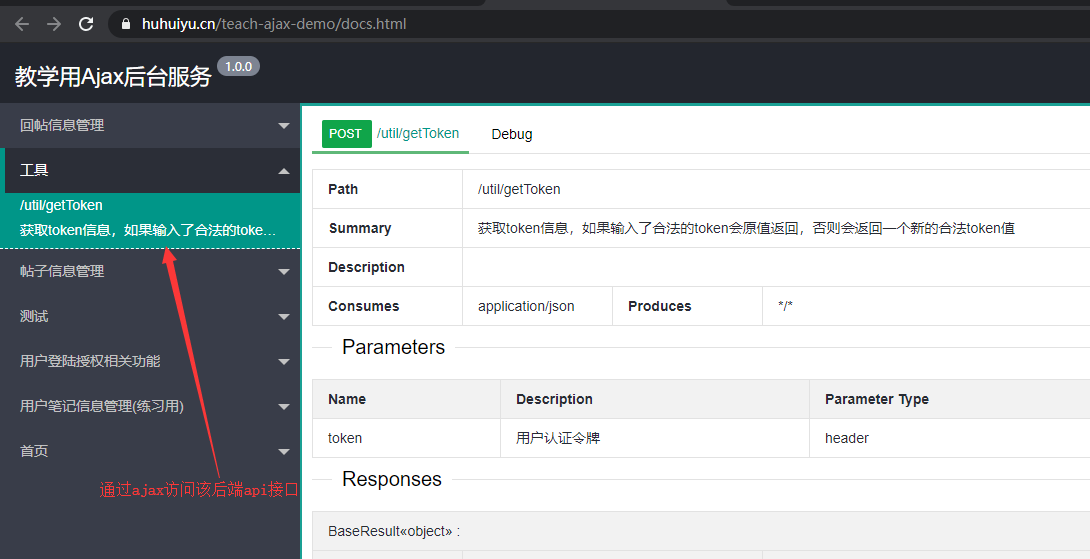 huhuiyu.cn/teach-ajax-demo/docs.html
教学用Ajax后台服务 1.0.0
回帖信息管理
工具
/util/getToken
获取token信息，如果输入了合法的toke...
帖子信息管理
测试
用户登陆授权相关功能
用户笔记信息管理(练习用)
首页
通过ajax访问该后端api接口
POST /util/getToken Debug
Path /util/getToken
Summary 获取token信息，如果输入了合法的token会原值返回，否则会返回一个新的合法token值
Description
Consumes application/json Produces */*
Parameters
Name Description Parameter Type
token 用户认证令牌 header
Responses
BaseResult«object» :